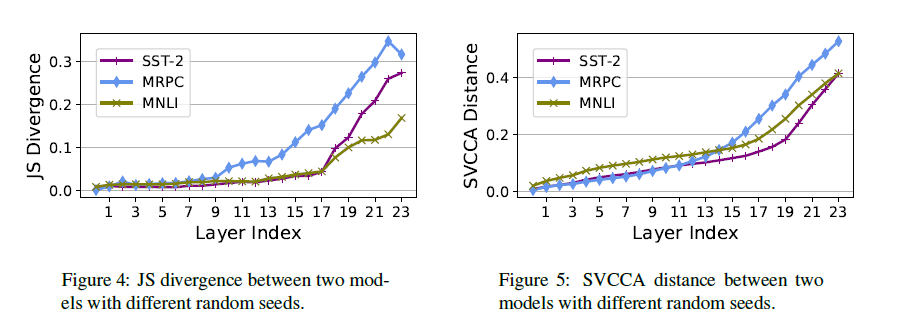 JS Divergence
0.3
0.2
0.1
0.0
SST-2
MRPC
MNLI
1 3 5 7 9 11 13 15 17 19 21 23
Layer Index
Figure 4: JS divergence between two mod-
els with different random seeds.
SVCCA Distance
0.4
0.2
0.0
SST-2
MRPC
MNLI
1 3 5 7 9 11 13 15 17 19 21 23
Layer Index
Figure 5: SVCCA distance between two
models with different random seeds.